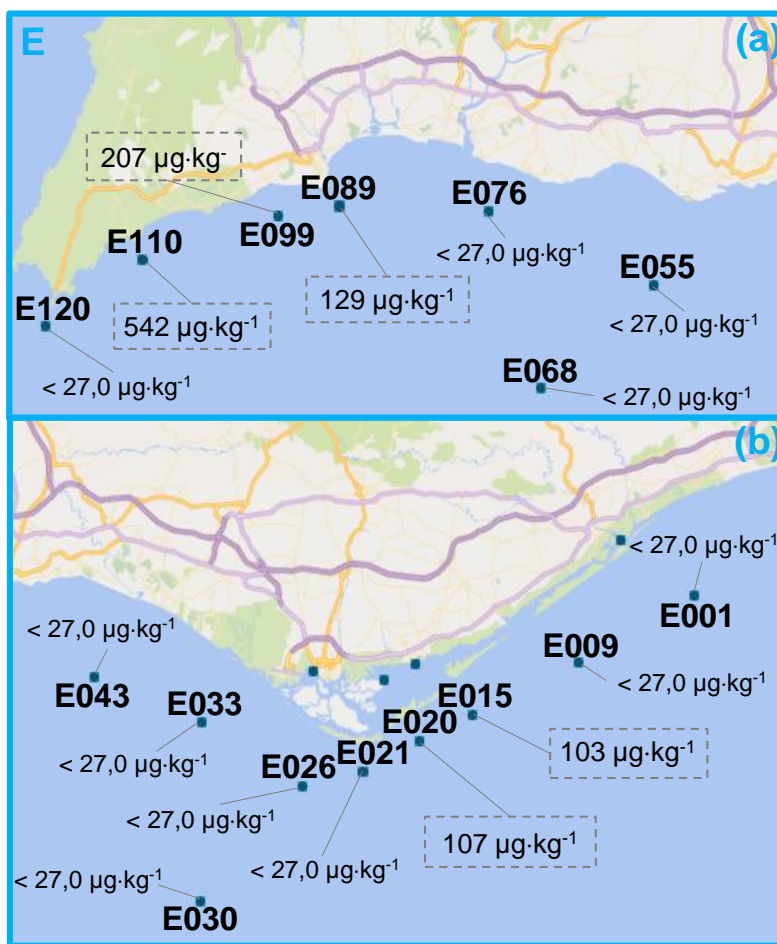 E
(a)
207 µg·kg-
E089
E076
E099
< 27,0 µg·kg-1
E110
E055
129 µg·kg-1
E120
542 µg·kg-1
< 27,0 µg·kg-1
E068
< 27,0 µg·kg-1
< 27,0 µg·kg-1
(b)
< 27,0 µg·kg-1
E001
< 27,0 µg·kg-1
E009
E043
< 27,0 µg·kg-1
E033
E015
E020
103 µg·kg-1
E021
< 27,0 µg·kg-1
E026
< 27,0 µg·kg-1
107 µg·kg-1
< 27,0 µg·kg-1
< 27,0 µg·kg-1
E030